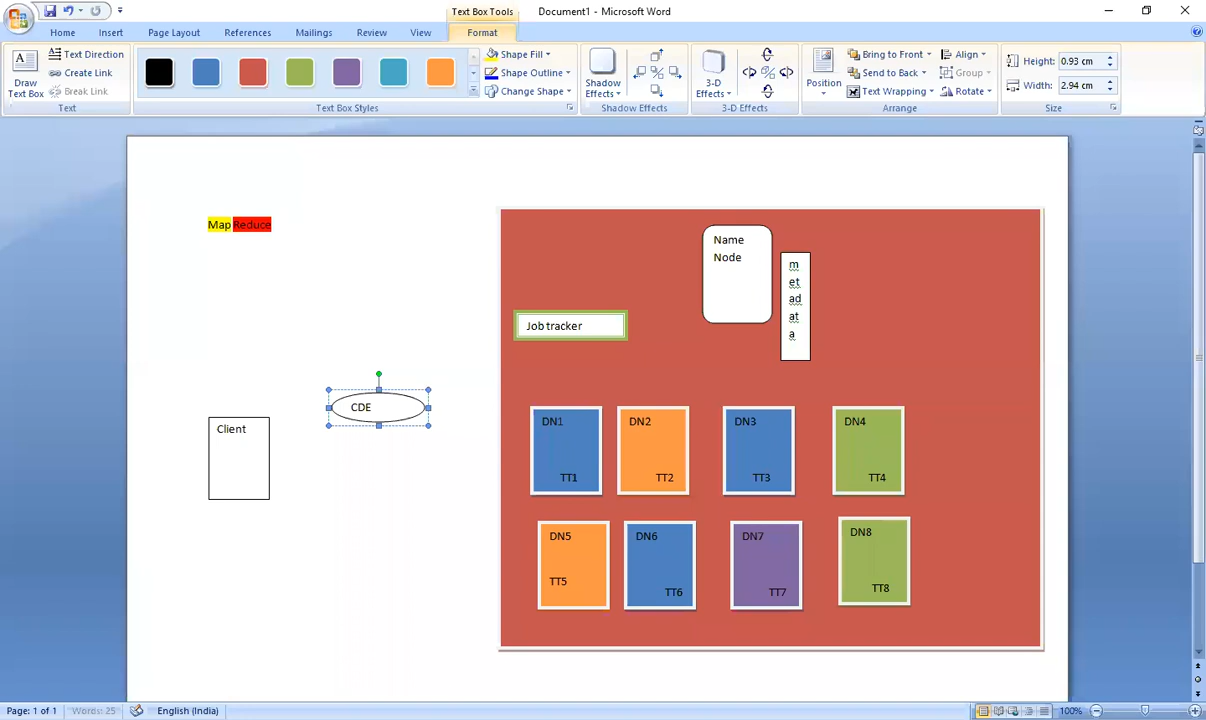 Text Box Tools
Document1 - Microsoft Word
Home
Insert
Page Layout
References
Mailings
Review
View
Format
Draw
Text Box
Text Direction
Create Link
Break Link
Text
Text Box Styles
Shape Fill
Shape Outline
Change Shape
Shadow
Effects
Shadow Effects
3-D
Effects
3-D Effects
Position
Bring to Front
Send to Back
Text Wrapping
Align
Group
Rotate
Arrange
Height: 0.93 cm
Width: 2.94 cm
Size
Map Reduce
Name
Node
m
et
ad
at
a
Job tracker
CDE
Client
DN1
TT1
DN2
TT2
DN3
TT3
DN4
TT4
DN5
TT5
DN6
TT6
DN7
TT7
DN8
TT8
Page: 1 of 1
Words: 25
English (India)
100%